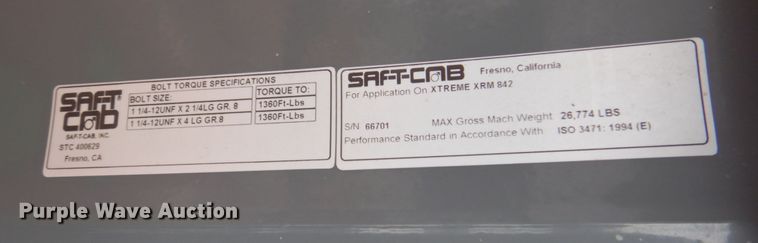 BOLT TORQUE SPECIFICATIONS
SAF-T CAB
SAF-T-CAB, INC.
STC 400629
Fresno, CA
BOLT SIZE: TORQUE TO:
1 1/4-12UNF X 2 1/4LG GR. 8 1360Ft-Lbs
1 1/4-12UNF X 4 LG GR.8 1360Ft-Lbs
SAF-T-CAB Fresno, California
For Application On: XTREME XRM 842
S/N 66701 MAX Gross Mach Weight 26,774 LBS
Performance Standard in Accordance With ISO 3471: 1994 (E)
Purple Wave Auction